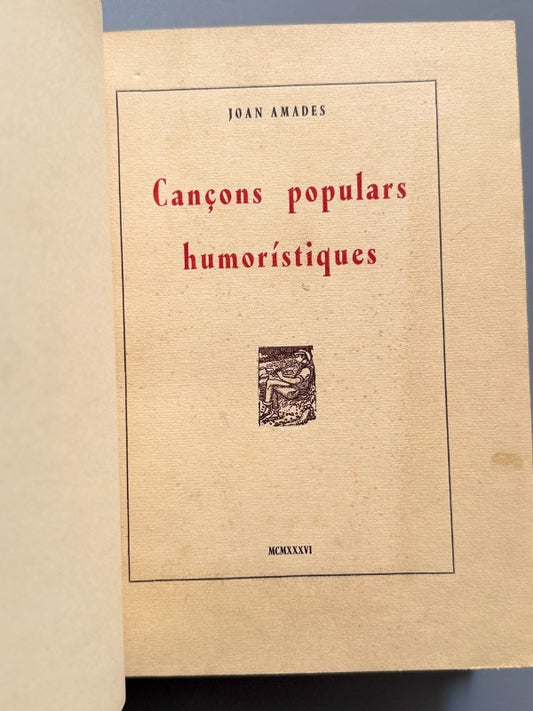 JOAN AMADES
Cançons populars
humorístiques
MCMXXXVI